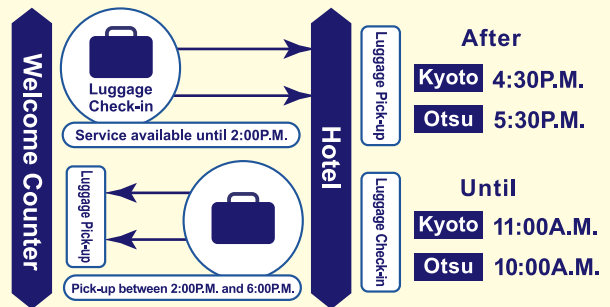 Welcome Counter
Luggage
Check-in
Service available until 2:00P.M.
Hotel
Luggage Pick-up
After
Kyoto 4:30P.M.
Otsu 5:30P.M.
Luggage Pick-up
Pick-up between 2:00P.M. and 6:00P.M.
Luggage Check-in
Until
Kyoto 11:00A.M.
Otsu 10:00A.M.